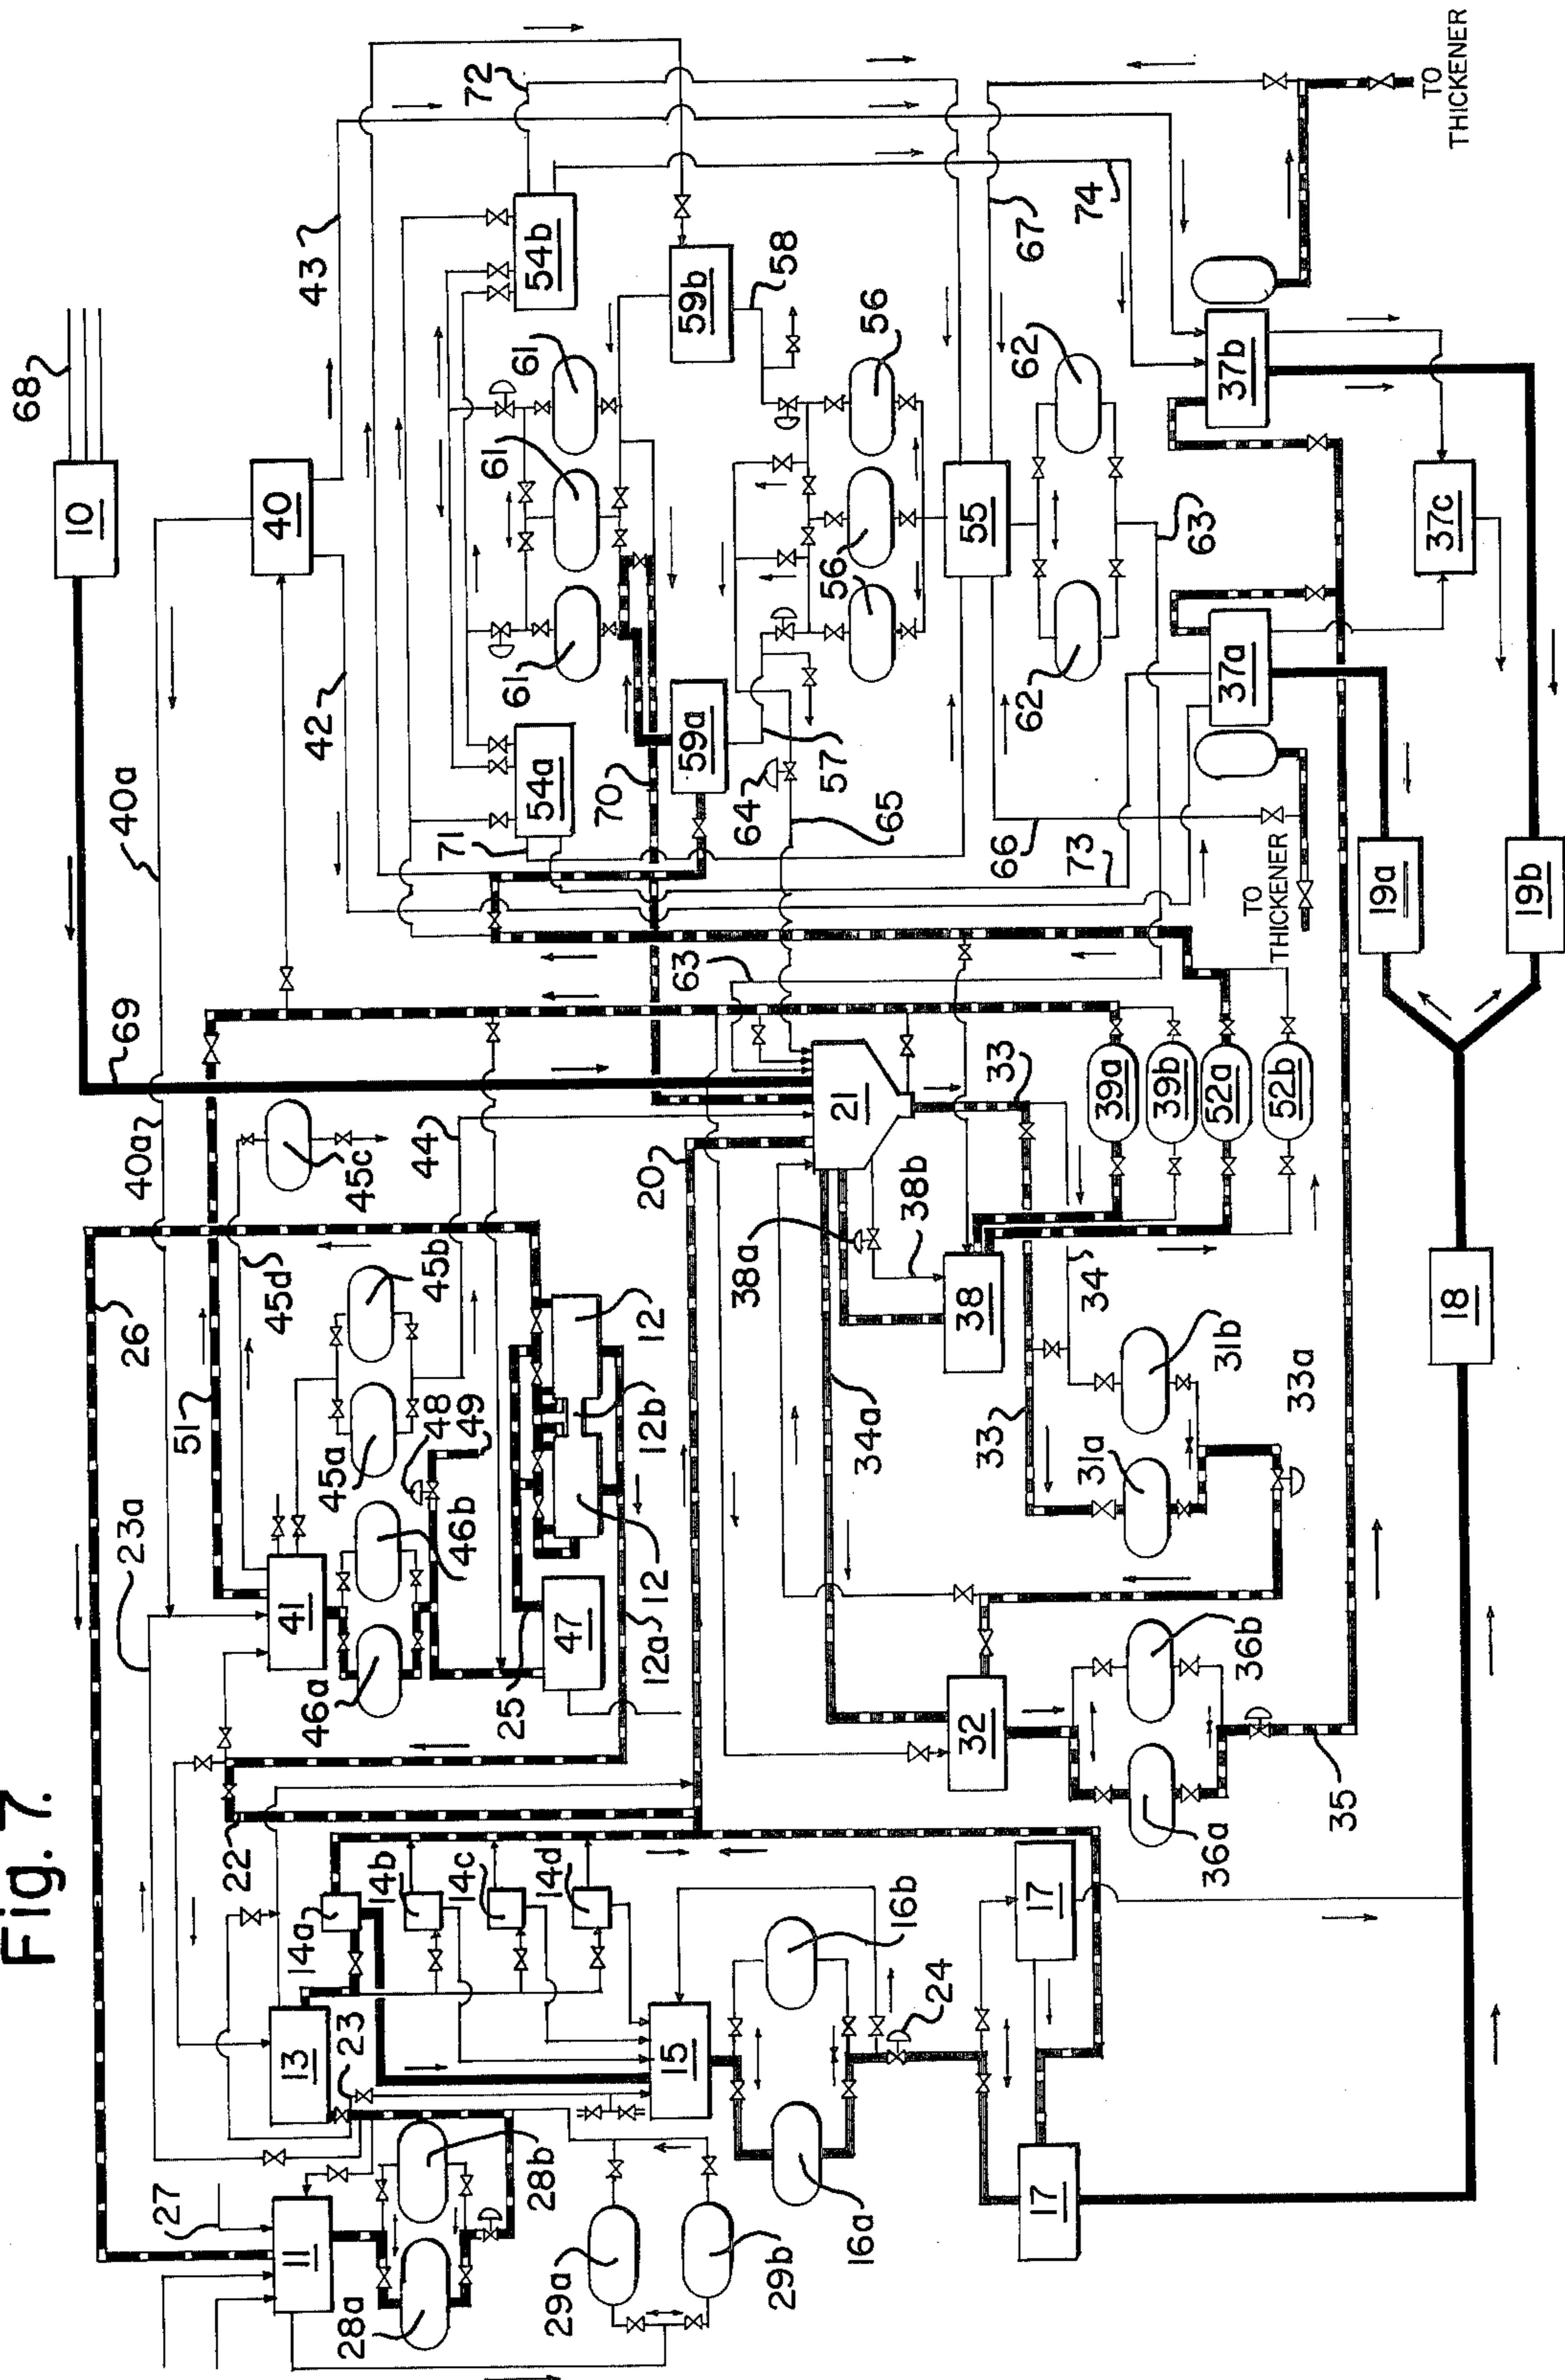 Fig. 7.
68
10
69
40a
40a
40
43
42
72
54b
54a
61
61
61
71
70
59a
59b
58
57
64
65
56
56
55
62
62
63
63
66
67
73
74
TO
THICKENER
TO
THICKENER
37a
37b
37c
19a
19b
18
26
51
23a
45d
45c
45b
45a
44
41
46a
46b
48
49
47
25
12
12
12a
12b
20
21
22
23
38
38a
38b
33
33
33a
34
34a
39a
39b
52a
52b
31a
31b
32
36a
36b
35
27
11
13
28a
28b
29a
29b
14a
14b
14c
14d
15
16a
16b
24
17
17